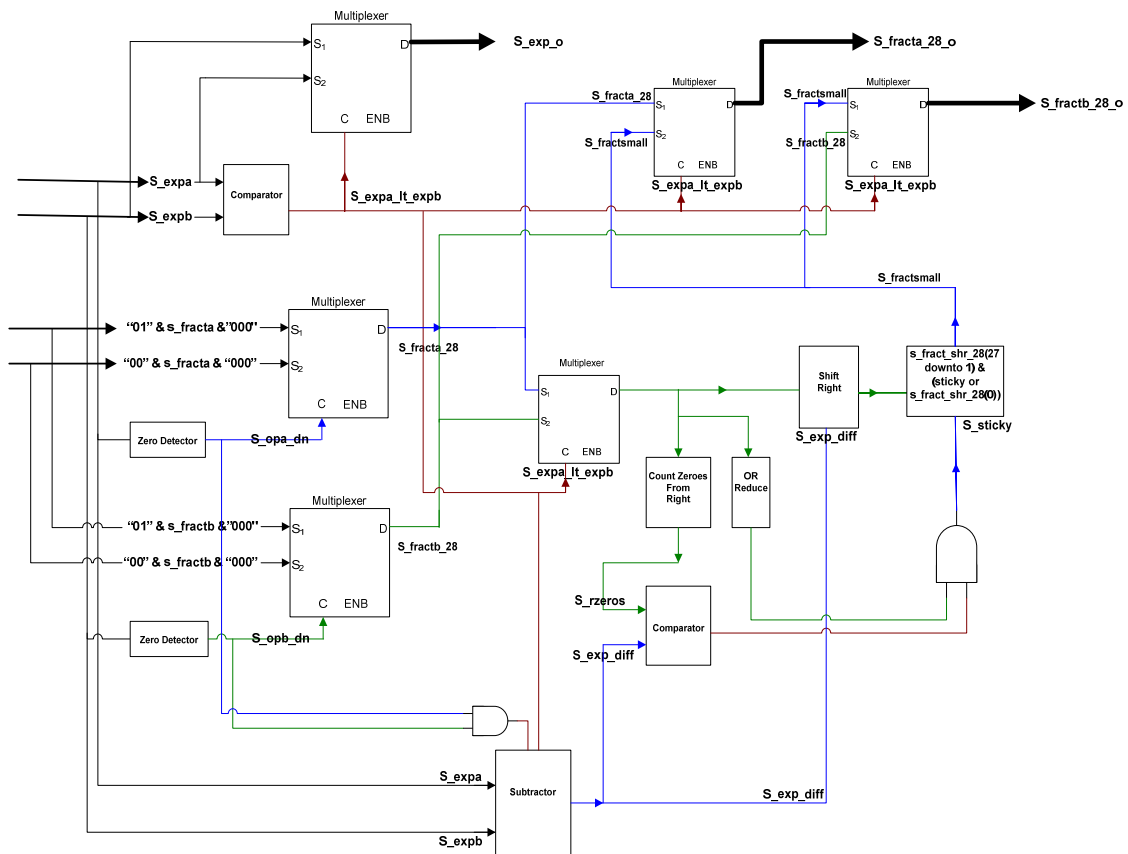 Multiplexer
S1
D
S_exp_o
S2
C ENB
S_fracta_28_o
Multiplexer
Multiplexer
S_fracta_28
S1
D
S_fractsmall
S1
D
S_fractb_28_o
S2
S_fractsmall
S2
S_fractb_28
C ENB
C ENB
S_expa_lt_expb
S_expa_lt_expb
S_expa
Comparator
S_expa_lt_expb
S_expb
S_fractsmall
Multiplexer
“01” & s_fracta &“000”
S1
D
S_fracta_28
“00” & s_fracta & “000”
S2
C ENB
Multiplexer
S1
D
S2
C ENB
S_expa_lt_expb
Shift
Right
S_exp_diff
s_fract_shr_28(27
downto 1) &
(sticky or
s_fract_shr_28(0))
S_sticky
Zero Detector
S_opa_dn
Count Zeroes
From
Right
OR
Reduce
Multiplexer
“01” & s_fractb &“000”
S1
D
S_fractb_28
“00” & s_fractb & “000”
S2
C ENB
S_rzeros
Comparator
S_exp_diff
Zero Detector
S_opb_dn
S_expa
Subtractor
S_exp_diff
S_expb